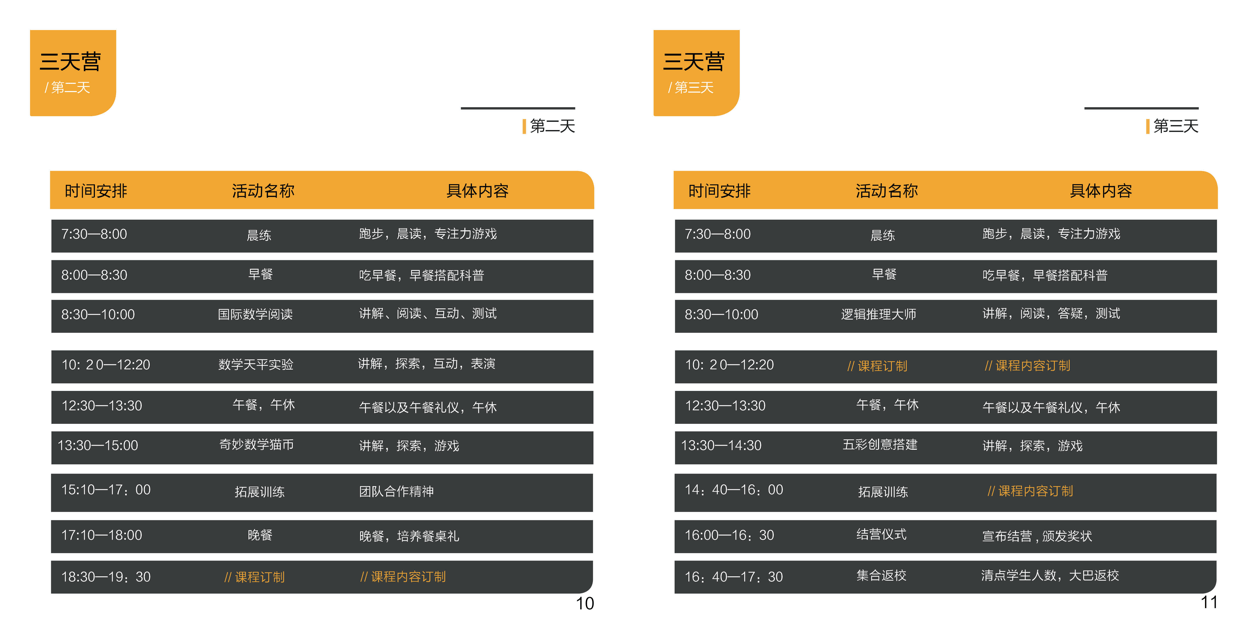 三天营
/第二天
第二天
时间安排 活动名称 具体内容
7:30—8:00 晨练 跑步，晨读，专注力游戏
8:00—8:30 早餐 吃早餐，早餐搭配科普
8:30—10:00 国际数学阅读 讲解、阅读、互动、测试
10: 20—12:20 数学天平实验 讲解，探索，互动，表演
12:30—13:30 午餐，午休 午餐以及午餐礼仪，午休
13:30—15:00 奇妙数学猫币 讲解，探索，游戏
15:10—17：00 拓展训练 团队合作精神
17:10—18:00 晚餐 晚餐，培养餐桌礼
18:30—19：30 //课程订制 //课程内容订制
10
三天营
/第三天
第三天
时间安排 活动名称 具体内容
7:30—8:00 晨练 跑步，晨读，专注力游戏
8:00—8:30 早餐 吃早餐，早餐搭配科普
8:30—10:00 逻辑推理大师 讲解，阅读，答疑，测试
10: 20—12:20 //课程订制 //课程内容订制
12:30—13:30 午餐，午休 午餐以及午餐礼仪，午休
13:30—14:30 五彩创意搭建 讲解，探索，游戏
14：40—16：00 拓展训练 //课程内容订制
16:00—16：30 结营仪式 宣布结营,颁发奖状
16：40—17：30 集合返校 清点学生人数，大巴返校
11